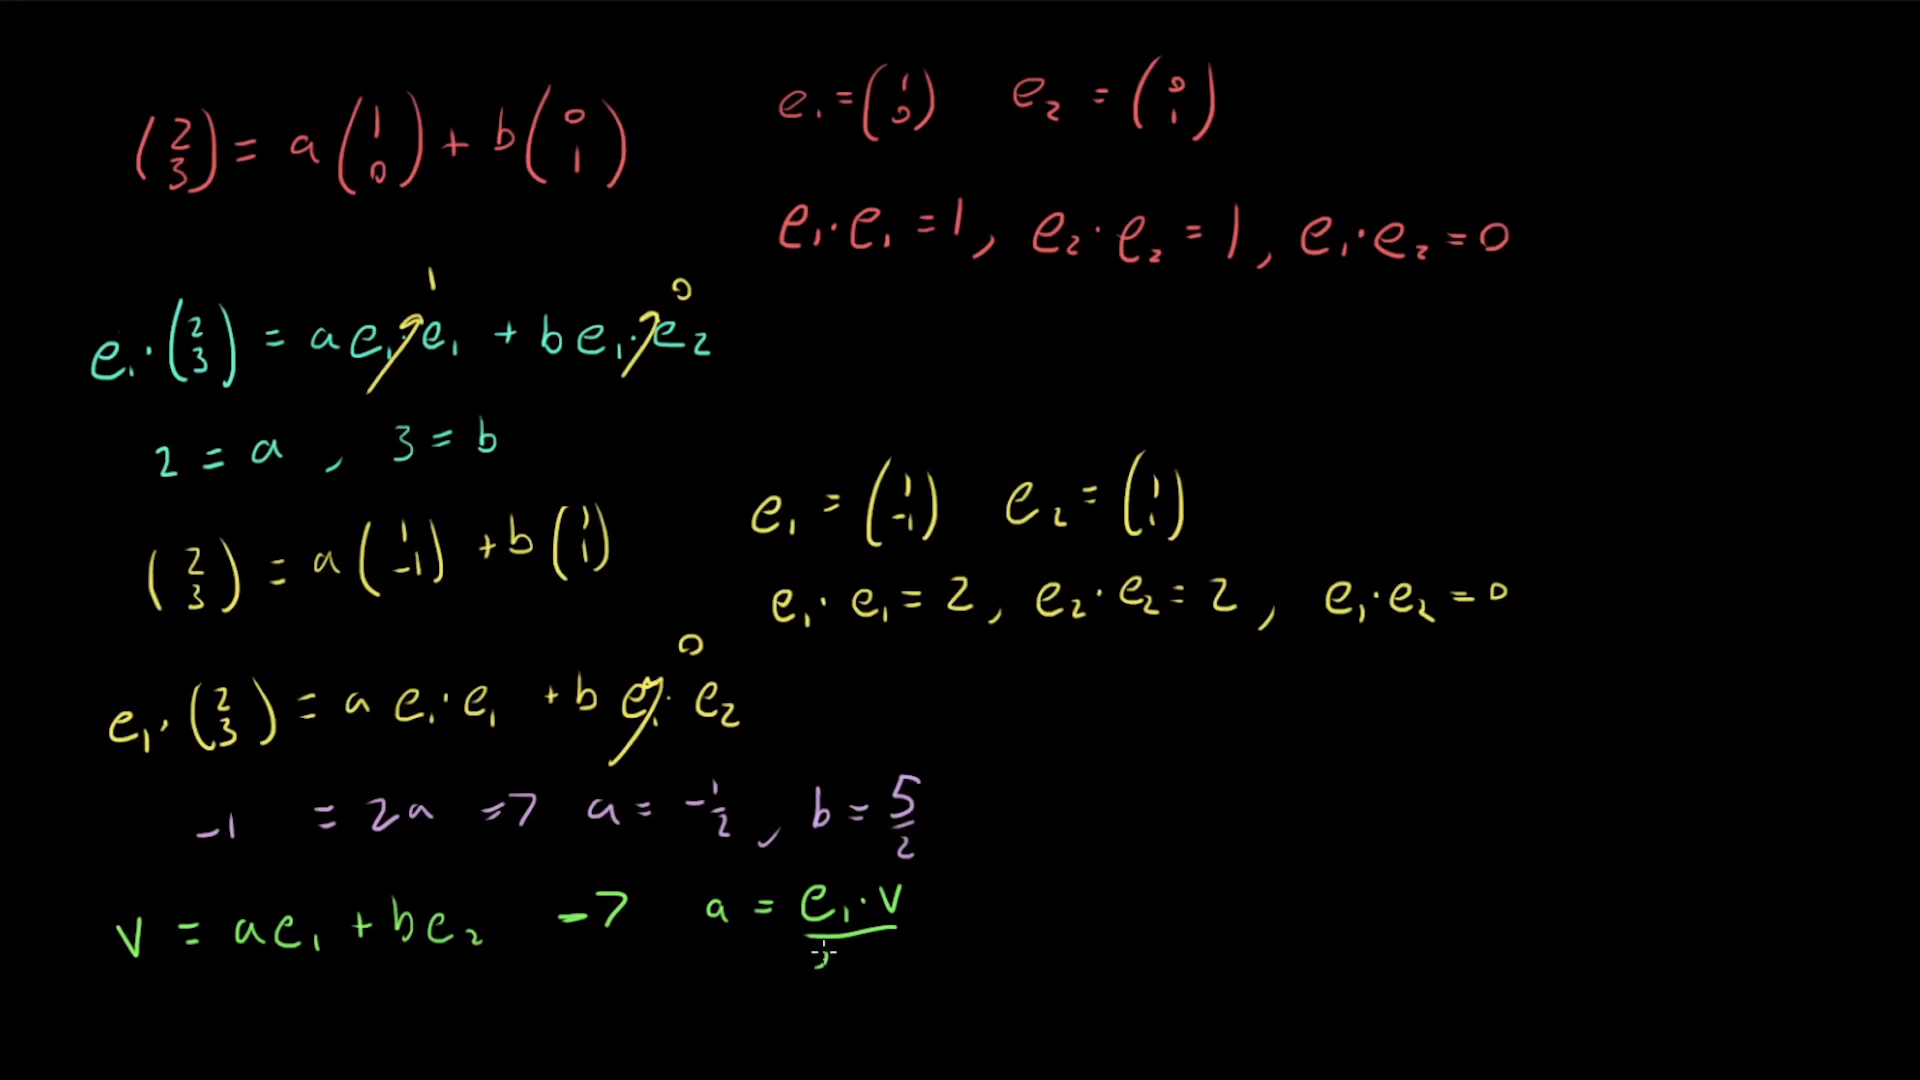 (2 3) = a (1 0) + b (0 1)
e₁ = (1 0) e₂ = (0 1)
e₁·e₁ = 1, e₂·e₂ = 1, e₁·e₂ = 0
1 0
e₁·(2 3) = a e₁·e₁ + b e₁·e₂
2 = a, 3 = b
(2 3) = a (1 -1) + b (1 1)
e₁ = (1 -1) e₂ = (1 1)
e₁·e₁ = 2, e₂·e₂ = 2, e₁·e₂ = 0
0
e₁·(2 3) = a e₁·e₁ + b e₁·e₂
-1 = 2a => a = -1/2, b = 5/2
v = ae₁ + be₂ -> a = e₁·v